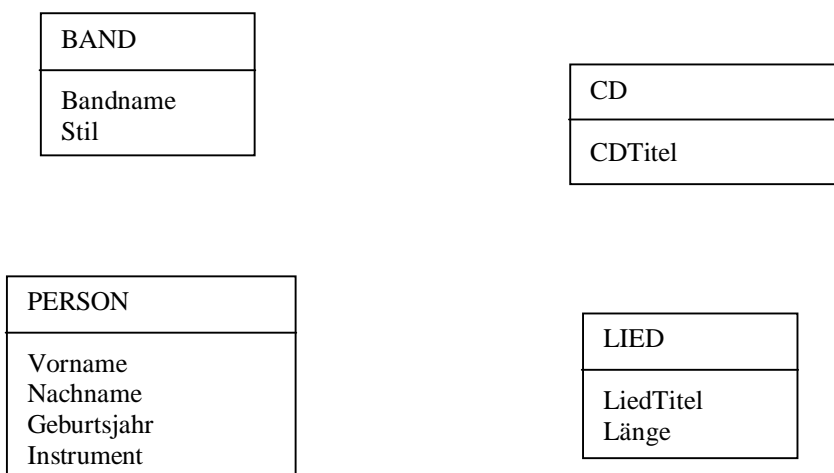 BAND
Bandname
Stil
CD
CDTitel
PERSON
Vorname
Nachname
Geburtsjahr
Instrument
LIED
LiedTitel
Länge